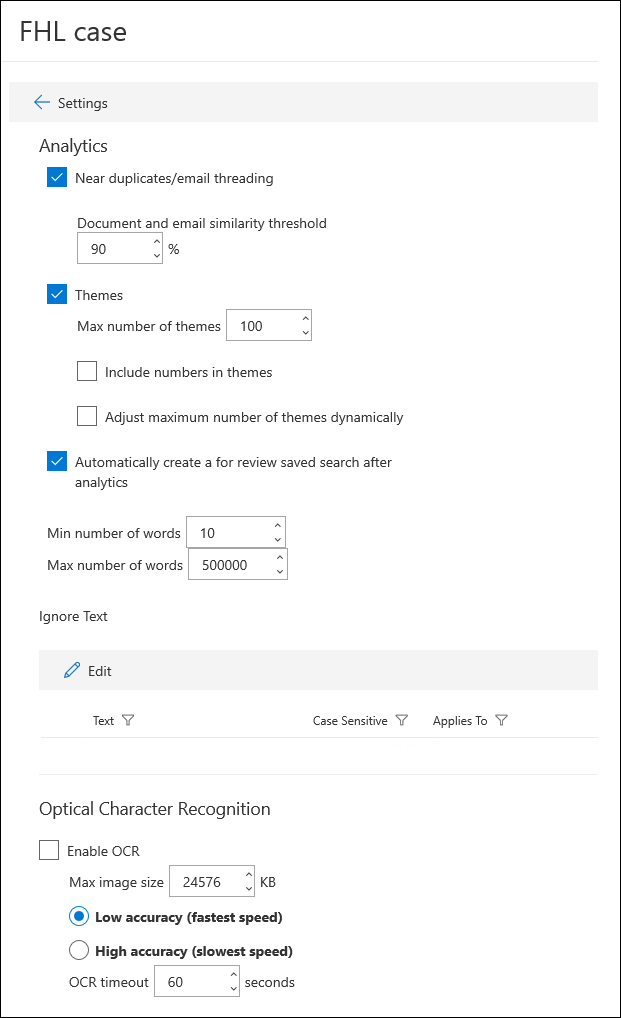 FHL case
Settings
Analytics
Near duplicates/email threading
Document and email similarity threshold
90 %
Themes
Max number of themes 100
Include numbers in themes
Adjust maximum number of themes dynamically
Automatically create a for review saved search after
analytics
Min number of words 10
Max number of words 500000
Ignore Text
Edit
Text Case Sensitive Applies To
Optical Character Recognition
Enable OCR
Max image size 24576 KB
Low accuracy (fastest speed)
High accuracy (slowest speed)
OCR timeout 60 seconds